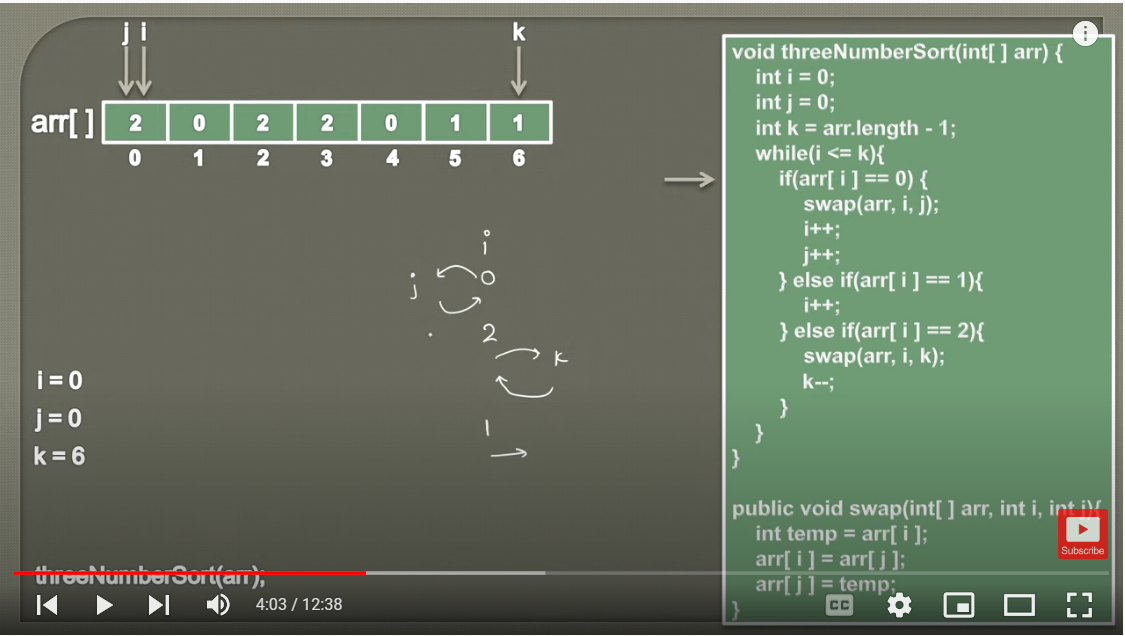 j i k
arr[ ] 2 0 2 2 0 1 1
0 1 2 3 4 5 6
i
j 0
2
k
1
i = 0
j = 0
k = 6
threeNumberSort(arr);
void threeNumberSort(int[ ] arr) {
int i = 0;
int j = 0;
int k = arr.length - 1;
while(i <= k){
if(arr[ i ] == 0) {
swap(arr, i, j);
i++;
j++;
} else if(arr[ i ] == 1){
i++;
} else if(arr[ i ] == 2){
swap(arr, i, k);
k--;
}
}
}
public void swap(int[ ] arr, int i, int j){
int temp = arr[ i ];
arr[ i ] = arr[ j ];
arr[ j ] = temp;
}
i
Subscribe
4:03 / 12:38
CC